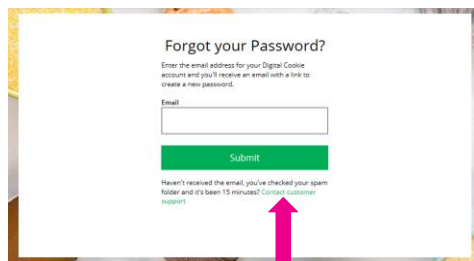 Forgot your Password?
Enter the email address for your Digital Cookie
account and you'll receive an email with a link to
create a new password.
Email
Submit
Haven't received the email, you've checked your spam
folder and it's been 15 minutes? Contact customer
support